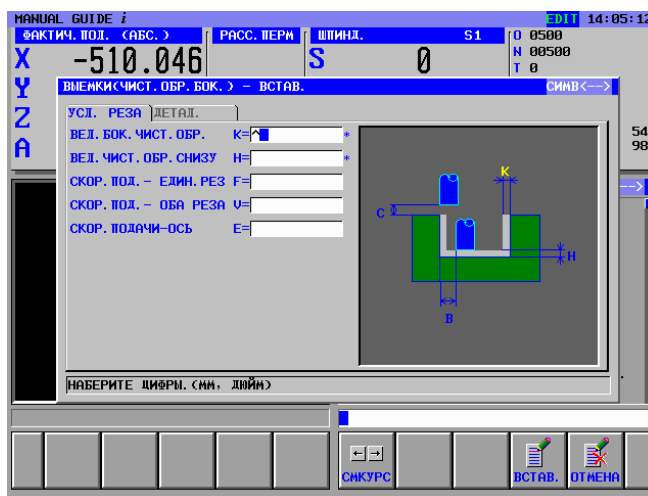 MANUAL GUIDE i EDIT 14:05:12
ФАКТИЧ. ПОЛ. (АБС.) РАСС. ПЕРМ ШПИНД. S1 O 0500
X -510.046 S 0 N 00500
T 0
Y ВЫЕМКИ(ЧИСТ.ОБР.БОК.) - ВСТАВ. СИМВ<-->
Z УСЛ. РЕЗА ДЕТАЛ.
A
ВЕЛ.БОК.ЧИСТ.ОБР. K=^ * 54
ВЕЛ.ЧИСТ.ОБР.СНИЗУ H= * 98
СКОР.ПОД.- ЕДИН.РЕЗ F= -->
СКОР.ПОД.- ОБА РЕЗА V=
СКОР.ПОДАЧИ-ОСЬ E=
K
C
H
B
НАБЕРИТЕ ЦИФРЫ.(ММ, ДЮЙМ)
←→
СМКУРС ВСТАВ. ОТМЕНА